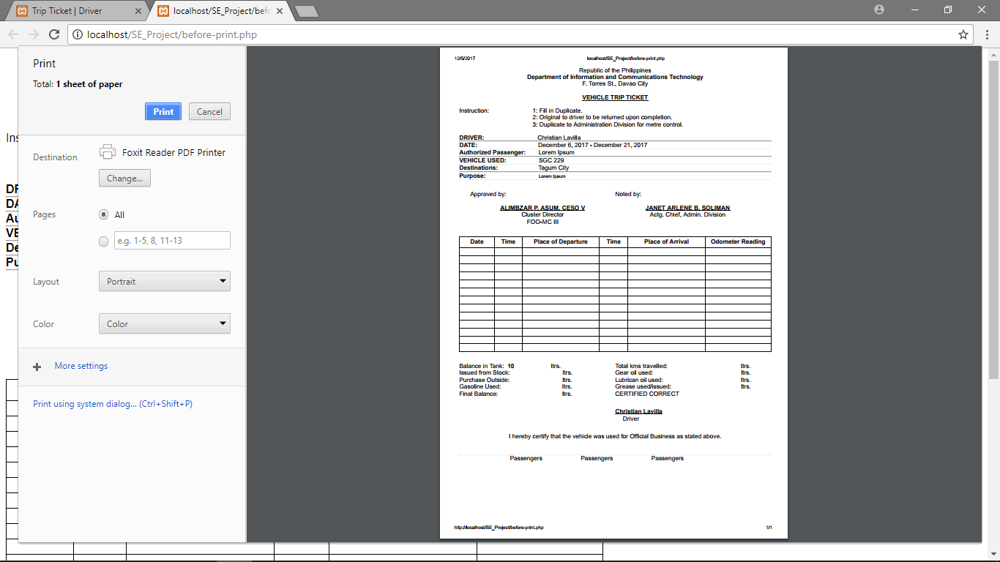 Trip Ticket | Driver
localhost/SE_Project/bef
localhost/SE_Project/before-print.php
Print
Total: 1 sheet of paper
Print Cancel
Destination Foxit Reader PDF Printer
Change...
Pages All
e.g. 1-5, 8, 11-13
Layout Portrait
Color Color
More settings
Print using system dialog... (Ctrl+Shift+P)
Ins
DR
DA
Au
VE
De
Pu
12/5/2017 localhost/SE_Project/before-print.php
Republic of the Philippines
Department of Information and Communications Technology
F. Torres St., Davao City
VEHICLE TRIP TICKET
Instruction: 1: Fill in Duplicate.
2: Original to driver to be returned upon completion.
3: Duplicate to Administration Division for metre control.
DRIVER: Christian Lavilla
DATE: December 6, 2017 - December 21, 2017
Authorized Passenger: Lorem Ipsum
VEHICLE USED: SGC 229
Destinations: Tagum City
Purpose: Lorem Ipsum
Approved by: Noted by:
ALIMBZAR P. ASUM, CESO V JANET ARLENE B. SOLIMAN
Cluster Director Actg. Chief, Admin. Division
FOO-MC III
Date Time Place of Departure Time Place of Arrival Odometer Reading
Balance in Tank: 10 ltrs. Total kms travelled: ltrs.
Issued from Stock: ltrs. Gear oil used: ltrs.
Purchase Outside: ltrs. Lubrican oil used: ltrs.
Gasoline Used: ltrs. Grease used/issued: ltrs.
Final Balance: ltrs. CERTIFIED CORRECT
Christian Lavilla
Driver
I hereby certify that the vehicle was used for Official Business as stated above.
Passengers Passengers Passengers
http://localhost/SE_Project/before-print.php 1/1